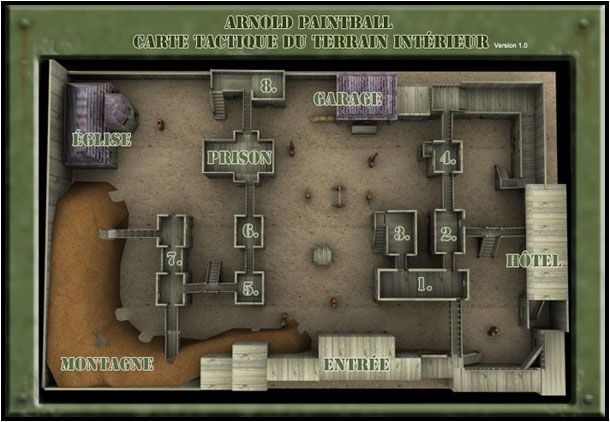 ARNOLD PAINTBALL
CARTE TACTIQUE DU TERRAIN INTÉRIEUR Version 1.0
8.
GARAGE
ÉGLISE
PRISON
4.
6.
3.
2.
7.
HÔTEL
5.
1.
MONTAGNE
ENTRÉE